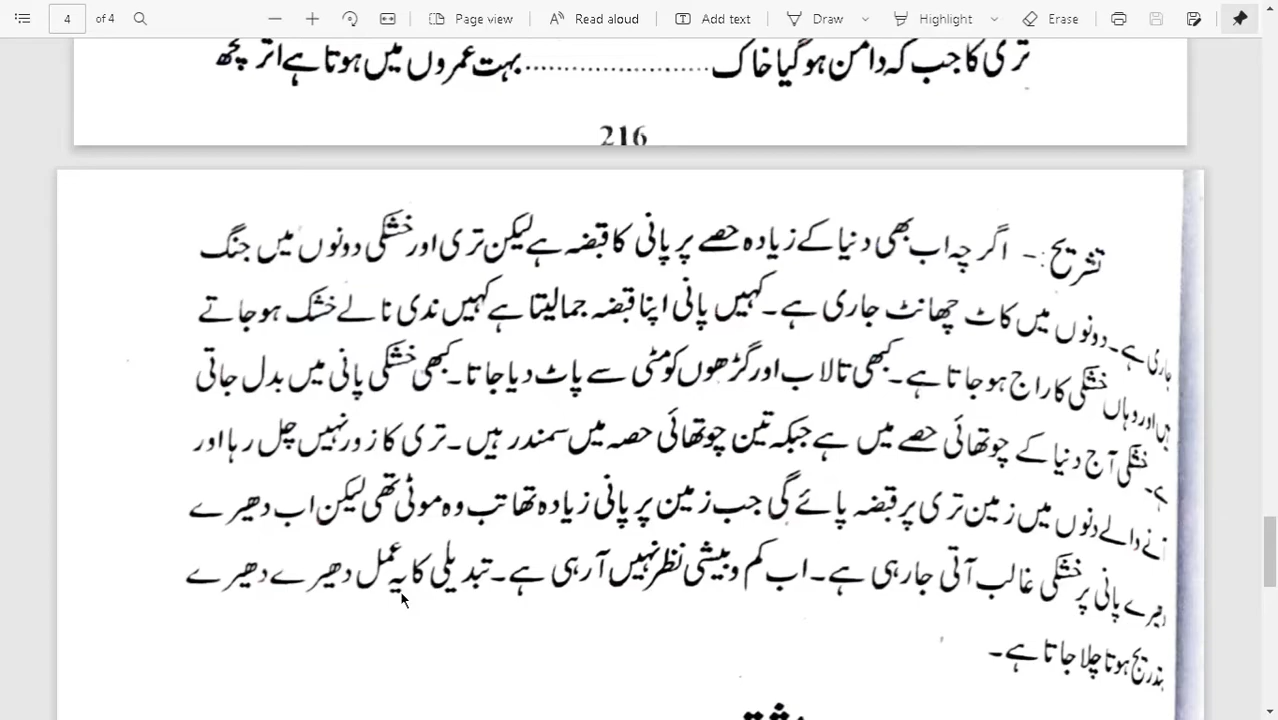 4 of 4 Page view Read aloud Add text Draw Highlight Erase
تری کا جب کہ دامن ہو گیا خاک ........................ بہت عمروں میں ہوتا ہے اتر کچھ
216
تشریح :- اگر چہ اب بھی دنیا کے زیادہ حصے پر پانی کا قبضہ ہے لیکن تری اور خشکی دونوں میں جنگ
جاری ہے۔ دونوں میں کاٹ چھانٹ جاری ہے۔ کہیں پانی اپنا قبضہ جما لیتا ہے کہیں ندی نالے خشک ہو جاتے
ہیں اور وہاں خشکی کا راج ہو جاتا ہے۔ کبھی تالاب اور گڑھوں کو مٹی سے پاٹ دیا جاتا۔ کبھی خشکی پانی میں بدل جاتی
ہے۔ خشکی آج دنیا کے چوتھائی حصے میں ہے جبکہ تین چوتھائی حصہ میں سمندر ہیں۔ تری کا زور نہیں چل رہا اور
نے والے دنوں میں زمین تری پر قبضہ پائے گی جب زمین پر پانی زیادہ تھا تب وہ موٹی تھی لیکن اب دھیرے
دھیرے پانی پر خشکی غالب آتی جا رہی ہے۔ اب کم و بیشی نظر نہیں آ رہی ہے۔ تبدیلی کا یہ عمل دھیرے دھیرے
بتدریج ہوتا چلا جاتا ہے۔